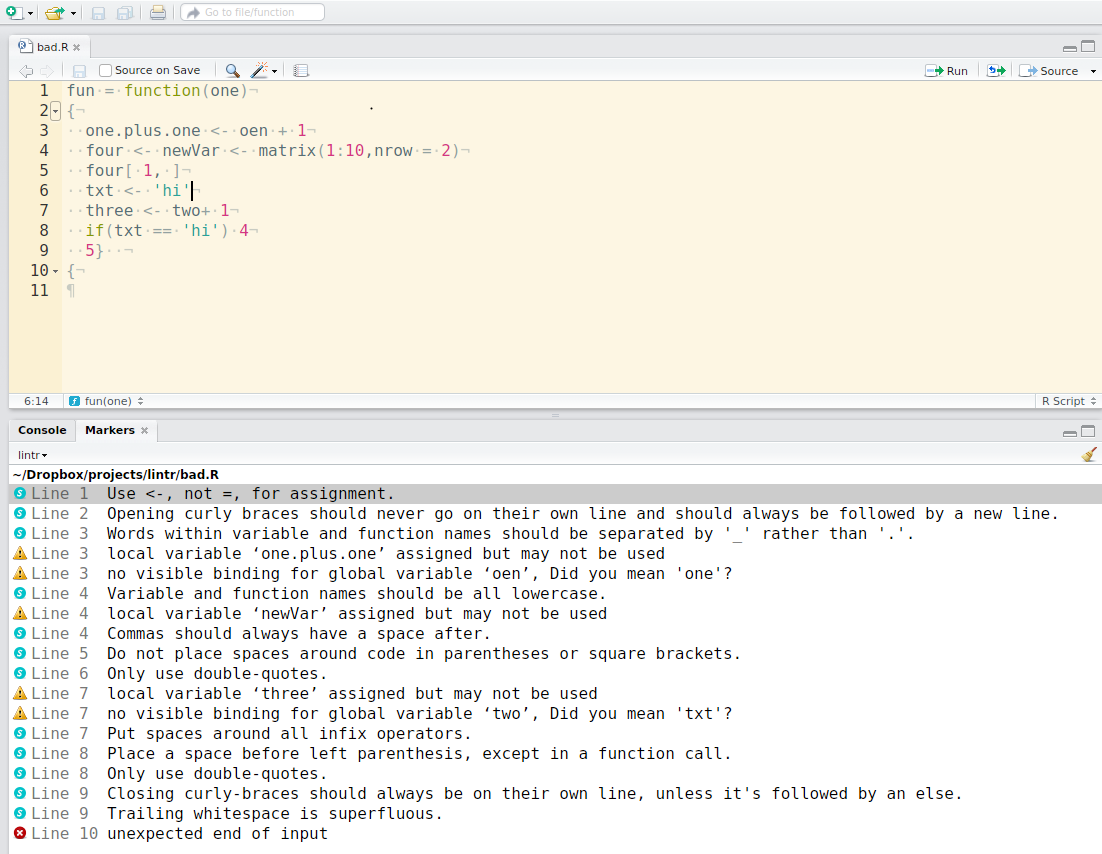 Go to file/function
bad.R
Source on Save
Run
Source
1 fun = function(one)¬
2 {¬
3 ··one.plus.one·<-·oen·+·1¬
4 ··four·<-·newVar·<-·matrix(1:10,nrow·=·2)¬
5 ··four[·1,·]¬
6 ··txt·<-·'hi'¬
7 ··three·<-·two+·1¬
8 ··if(txt·==·'hi')·4¬
9 ··5}··¬
10 {¬
11 ¶
6:14 fun(one) R Script
Console Markers
lintr
~/Dropbox/projects/lintr/bad.R
Line 1 Use <-, not =, for assignment.
Line 2 Opening curly braces should never go on their own line and should always be followed by a new line.
Line 3 Words within variable and function names should be separated by '_' rather than '.'.
Line 3 local variable ‘one.plus.one’ assigned but may not be used
Line 3 no visible binding for global variable ‘oen’, Did you mean 'one'?
Line 4 Variable and function names should be all lowercase.
Line 4 local variable ‘newVar’ assigned but may not be used
Line 4 Commas should always have a space after.
Line 5 Do not place spaces around code in parentheses or square brackets.
Line 6 Only use double-quotes.
Line 7 local variable ‘three’ assigned but may not be used
Line 7 no visible binding for global variable ‘two’, Did you mean 'txt'?
Line 7 Put spaces around all infix operators.
Line 8 Place a space before left parenthesis, except in a function call.
Line 8 Only use double-quotes.
Line 9 Closing curly-braces should always be on their own line, unless it's followed by an else.
Line 9 Trailing whitespace is superfluous.
Line 10 unexpected end of input